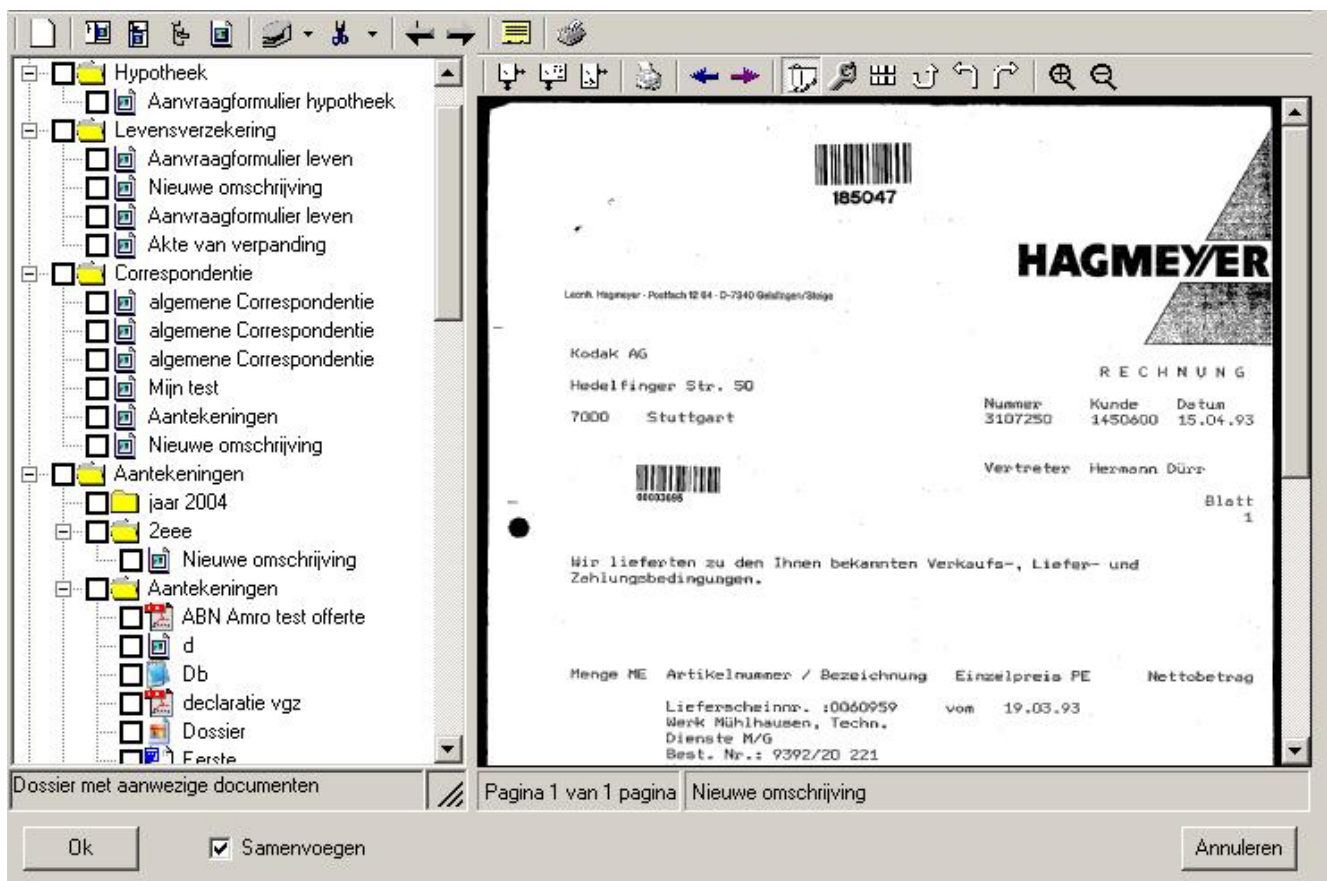 Hypotheek
Aanvraagformulier hypotheek
Levensverzekering
Aanvraagformulier leven
Nieuwe omschrijving
Aanvraagformulier leven
Akte van verpanding
Correspondentie
algemene Correspondentie
algemene Correspondentie
algemene Correspondentie
Mijn test
Aantekeningen
Nieuwe omschrijving
Aantekeningen
jaar 2004
2eee
Nieuwe omschrijving
Aantekeningen
ABN Amro test offerte
d
Db
declaratie vgz
Dossier
Eerste
Dossier met aanwezige documenten
185047
HAGMEYER
Leonh. Hagmeyer - Postfach 12 64 - D-7340 Geislingen/Steige
Kodak AG
Hedelfinger Str. 50
7000 Stuttgart
RECHNUNG
Nummer Kunde Datum
3107250 1450600 15.04.93
Vertreter Hermann Dürr
00003695
Blatt
1
Wir lieferten zu den Ihnen bekannten Verkaufs-, Liefer- und
Zahlungsbedingungen.
Menge ME Artikelnummer / Bezeichnung Einzelpreis PE Nettobetrag
Lieferscheinnr. :0060959 vom 19.03.93
Werk Mühlhausen, Techn.
Dienste M/G
Best. Nr.: 9392/20 221
Pagina 1 van 1 pagina Nieuwe omschrijving
Ok Samenvoegen Annuleren